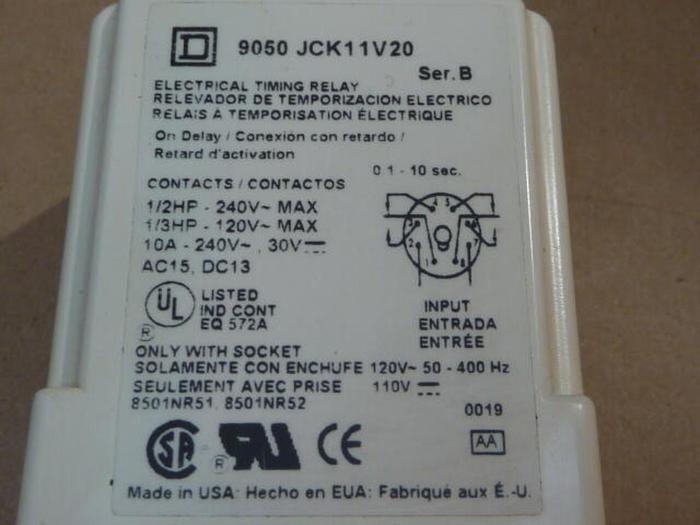 D 9050 JCK11V20
Ser. B
ELECTRICAL TIMING RELAY
RELEVADOR DE TEMPORIZACION ELECTRICO
RELAIS A TEMPORISATION ÉLECTRIQUE
On Delay / Conexión con retardo /
Retard d'activation
0.1 - 10 sec.
CONTACTS / CONTACTOS
1/2HP - 240V~ MAX
1/3HP - 120V~ MAX
10A - 240V~ , 30V⎓
AC15, DC13
UL
LISTED
IND CONT
EQ 572A
®
INPUT
ENTRADA
ENTRÉE
ONLY WITH SOCKET
SOLAMENTE CON ENCHUFE 120V~ 50 - 400 Hz
SEULEMENT AVEC PRISE 110V ⎓
8501NR51, 8501NR52
0019
SA ® UR CE
AA
Made in USA: Hecho en EUA: Fabriqué aux É.-U.